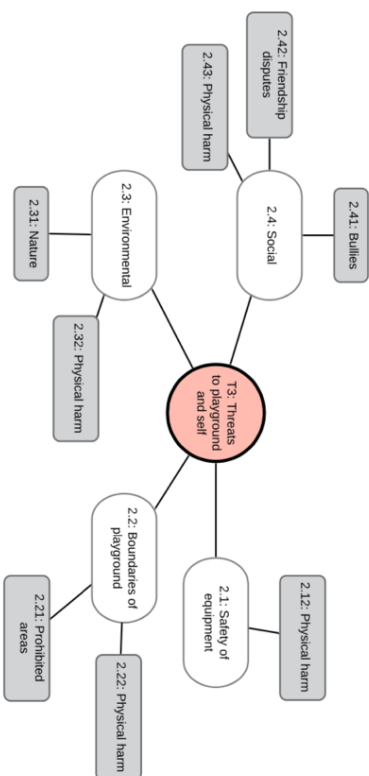 2.42: Friendship
disputes
2.43: Physical harm
2.41: Bullies
2.4: Social
2.3: Environmental
2.31: Nature
2.32: Physical harm
T3: Threats
to playground
and self
2.2: Boundaries of
playground
2.1: Safety of
equipment
2.12: Physical harm
2.21: Prohibited
areas
2.22: Physical harm